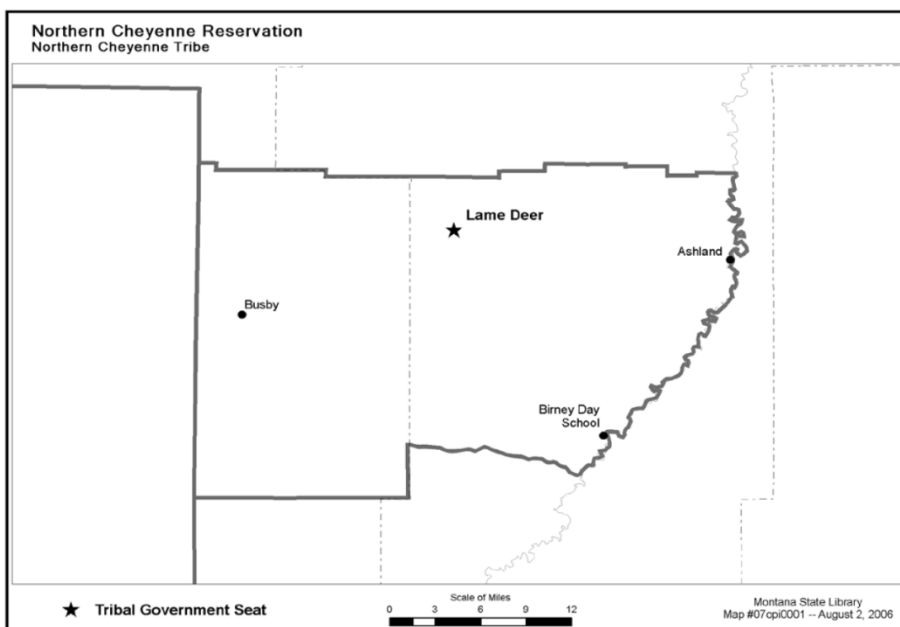 Northern Cheyenne Reservation
Northern Cheyenne Tribe
Lame Deer
Ashland
Busby
Birney Day
School
Tribal Government Seat
Scale of Miles
0 3 6 9 12
Montana State Library
Map #07cpi0001 -- August 2, 2006